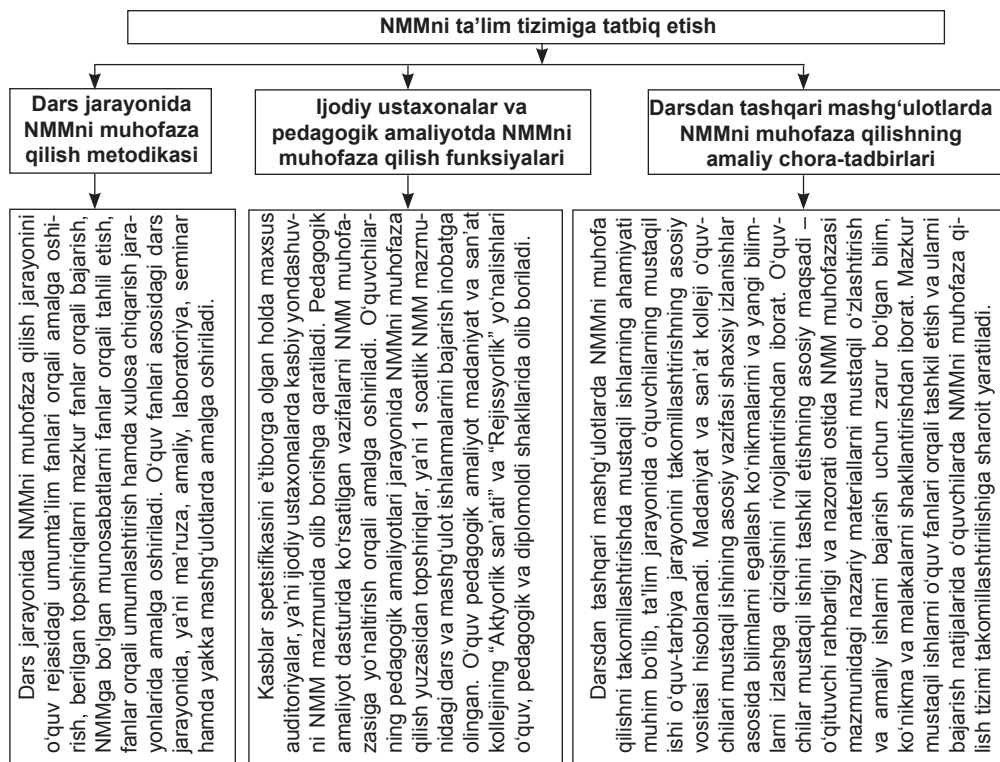 NMMni ta’lim tizimiga tatbiq etish
Dars jarayonida
NMMni muhofaza
qilish metodikasi
Ijodiy ustaxonalar va
pedagogik amaliyotda NMMni
muhofaza qilish funksiyalari
Darsdan tashqari mashg‘ulotlarda
NMMni muhofaza qilishning
amaliy chora-tadbirlari
Dars jarayonida NMMni muhofaza qilish jarayonini
o‘quv rejasidagi umumta’lim fanlari orqali amalga oshi-
rish, berilgan topshiriqlarni mazkur fanlar orqali bajarish,
NMMga bo‘lgan munosabatlarni fanlar orqali tahlil etish,
fanlar orqali umumlashtirish hamda xulosa chiqarish jara-
yonlarida amalga oshiriladi. O‘quv fanlari asosidagi dars
jarayonida, ya’ni ma’ruza, amaliy, laboratoriya, seminar
hamda yakka mashg‘ulotlarda amalga oshiriladi.
Kasblar spetsifikasini e’tiborga olgan holda maxsus
auditoriyalar, ya’ni ijodiy ustaxonalarda kasbiy yondashuv-
ni NMM mazmunida olib borishga qaratiladi. Pedagogik
amaliyot dasturida ko‘rsatilgan vazifalarni NMM muhofa-
zasiga yo‘naltirish orqali amalga oshiriladi. O‘quvchilar-
ning pedagogik amaliyotlari jarayonida NMMni muhofaza
qilish yuzasidan topshiriqlar, ya’ni 1 soatlik NMM mazmu-
nidagi dars va mashg‘ulot ishlanmalarini bajarish inobatga
olingan. O‘quv pedagogik amaliyot madaniyat va san’at
kollejining “Aktyorlik san’ati” va “Rejissyorlik” yo‘nalishlari
o‘quv, pedagogik va diplomoldi shakllarida olib boriladi.
Darsdan tashqari mashg‘ulotlarda NMMni muhofa
qilishni takomillashtirishda mustaqil ishlarning ahamiyati
muhim bo‘lib, ta’lim jarayonida o‘quvchilarning mustaqil
ishi o‘quv-tarbiya jarayonini takomillashtirishning asosiy
vositasi hisoblanadi. Madaniyat va san’at kolleji o‘quv-
chilari mustaqil ishining asosiy vazifasi shaxsiy izlanishlar
asosida bilimlarni egallash ko‘nikmalarini va yangi bilim-
larni izlashga qiziqishini rivojlantirishdan iborat. O‘quv-
chilar mustaqil ishini tashkil etishning asosiy maqsadi –
o‘qituvchi rahbarligi va nazorati ostida NMM muhofazasi
mazmunidagi nazariy materiallarni mustaqil o‘zlashtirish
va amaliy ishlarni bajarish uchun zarur bo‘lgan bilim,
ko‘nikma va malakalarni shakllantirishdan iborat. Mazkur
mustaqil ishlarni o‘quv fanlari orqali tashkil etish va ularni
bajarish natijalarida o‘quvchilarda NMMni muhofaza qi-
lish tizimi takomillashtirilishiga sharoit yaratiladi.